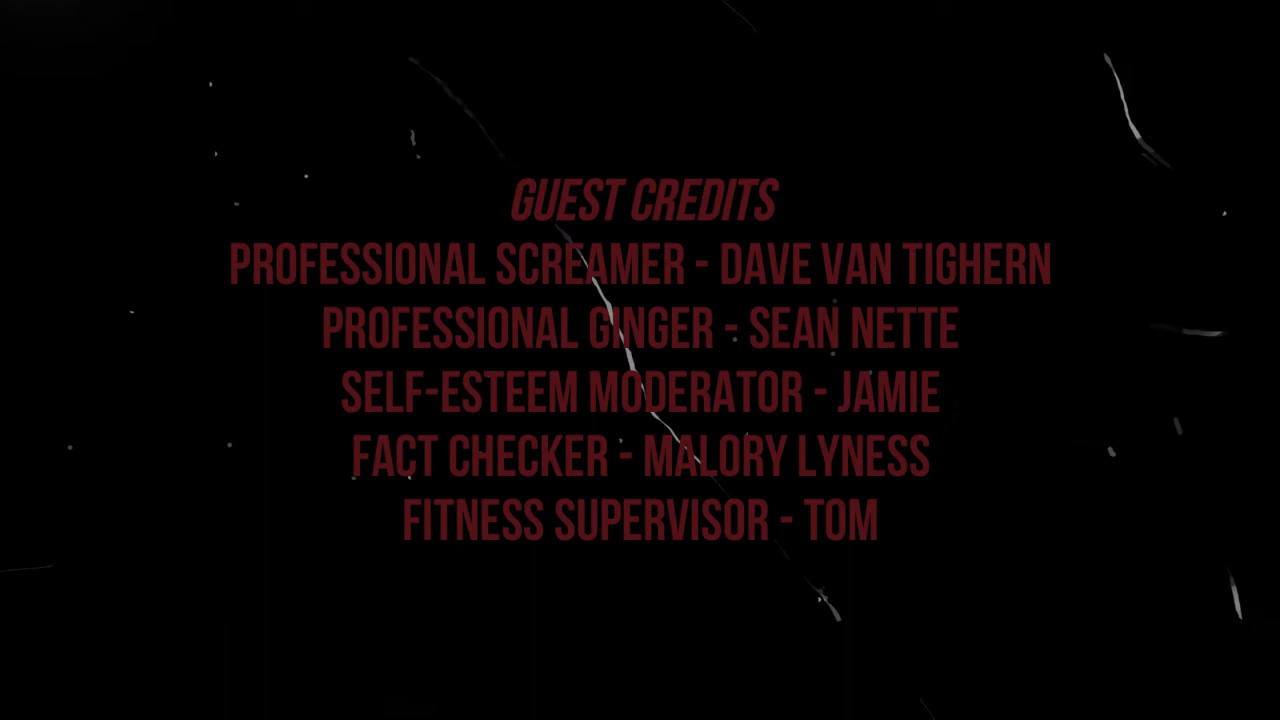 GUEST CREDITS
PROFESSIONAL SCREAMER - DAVE VAN TIGHERN
PROFESSIONAL GINGER - SEAN NETTE
SELF-ESTEEM MODERATOR - JAMIE
FACT CHECKER - MALORY LYNESS
FITNESS SUPERVISOR - TOM